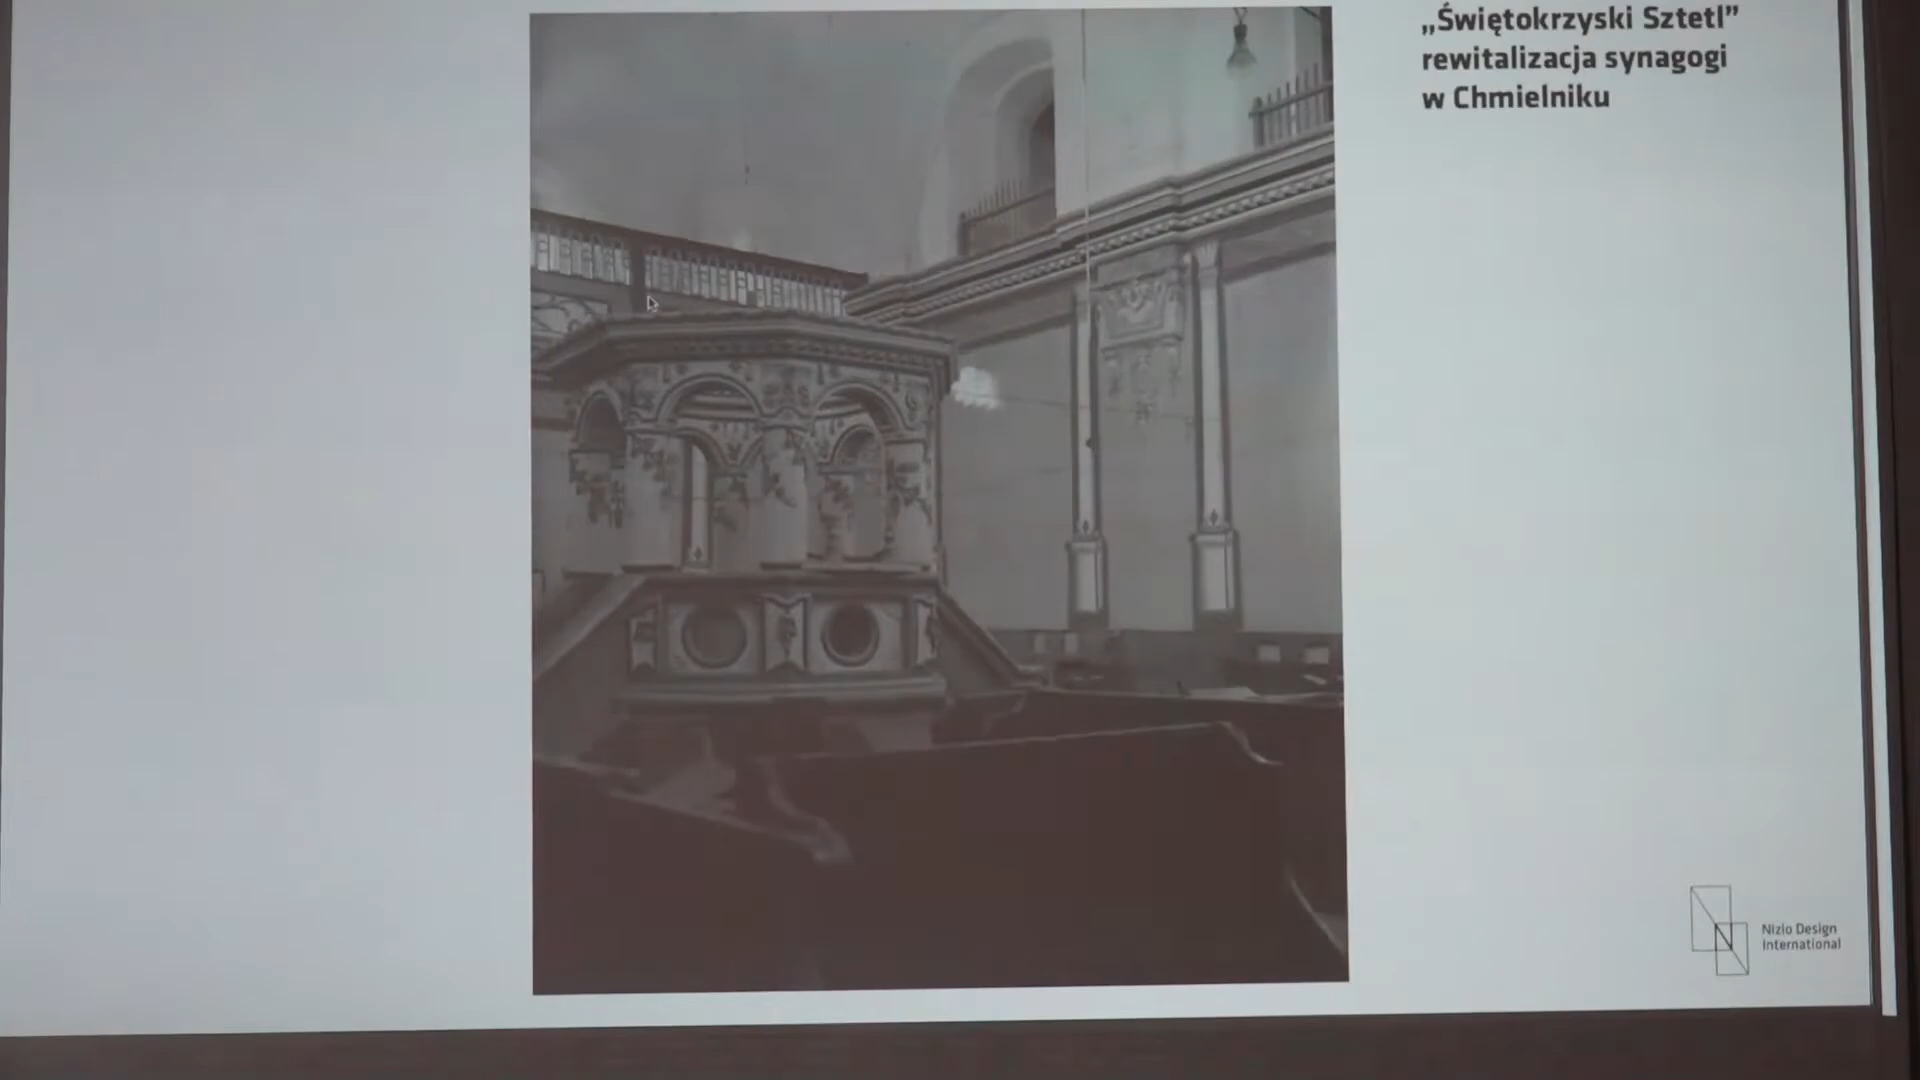 „Świętokrzyski Sztetl”
rewitalizacja synagogi
w Chmielniku
Nizio Design
International